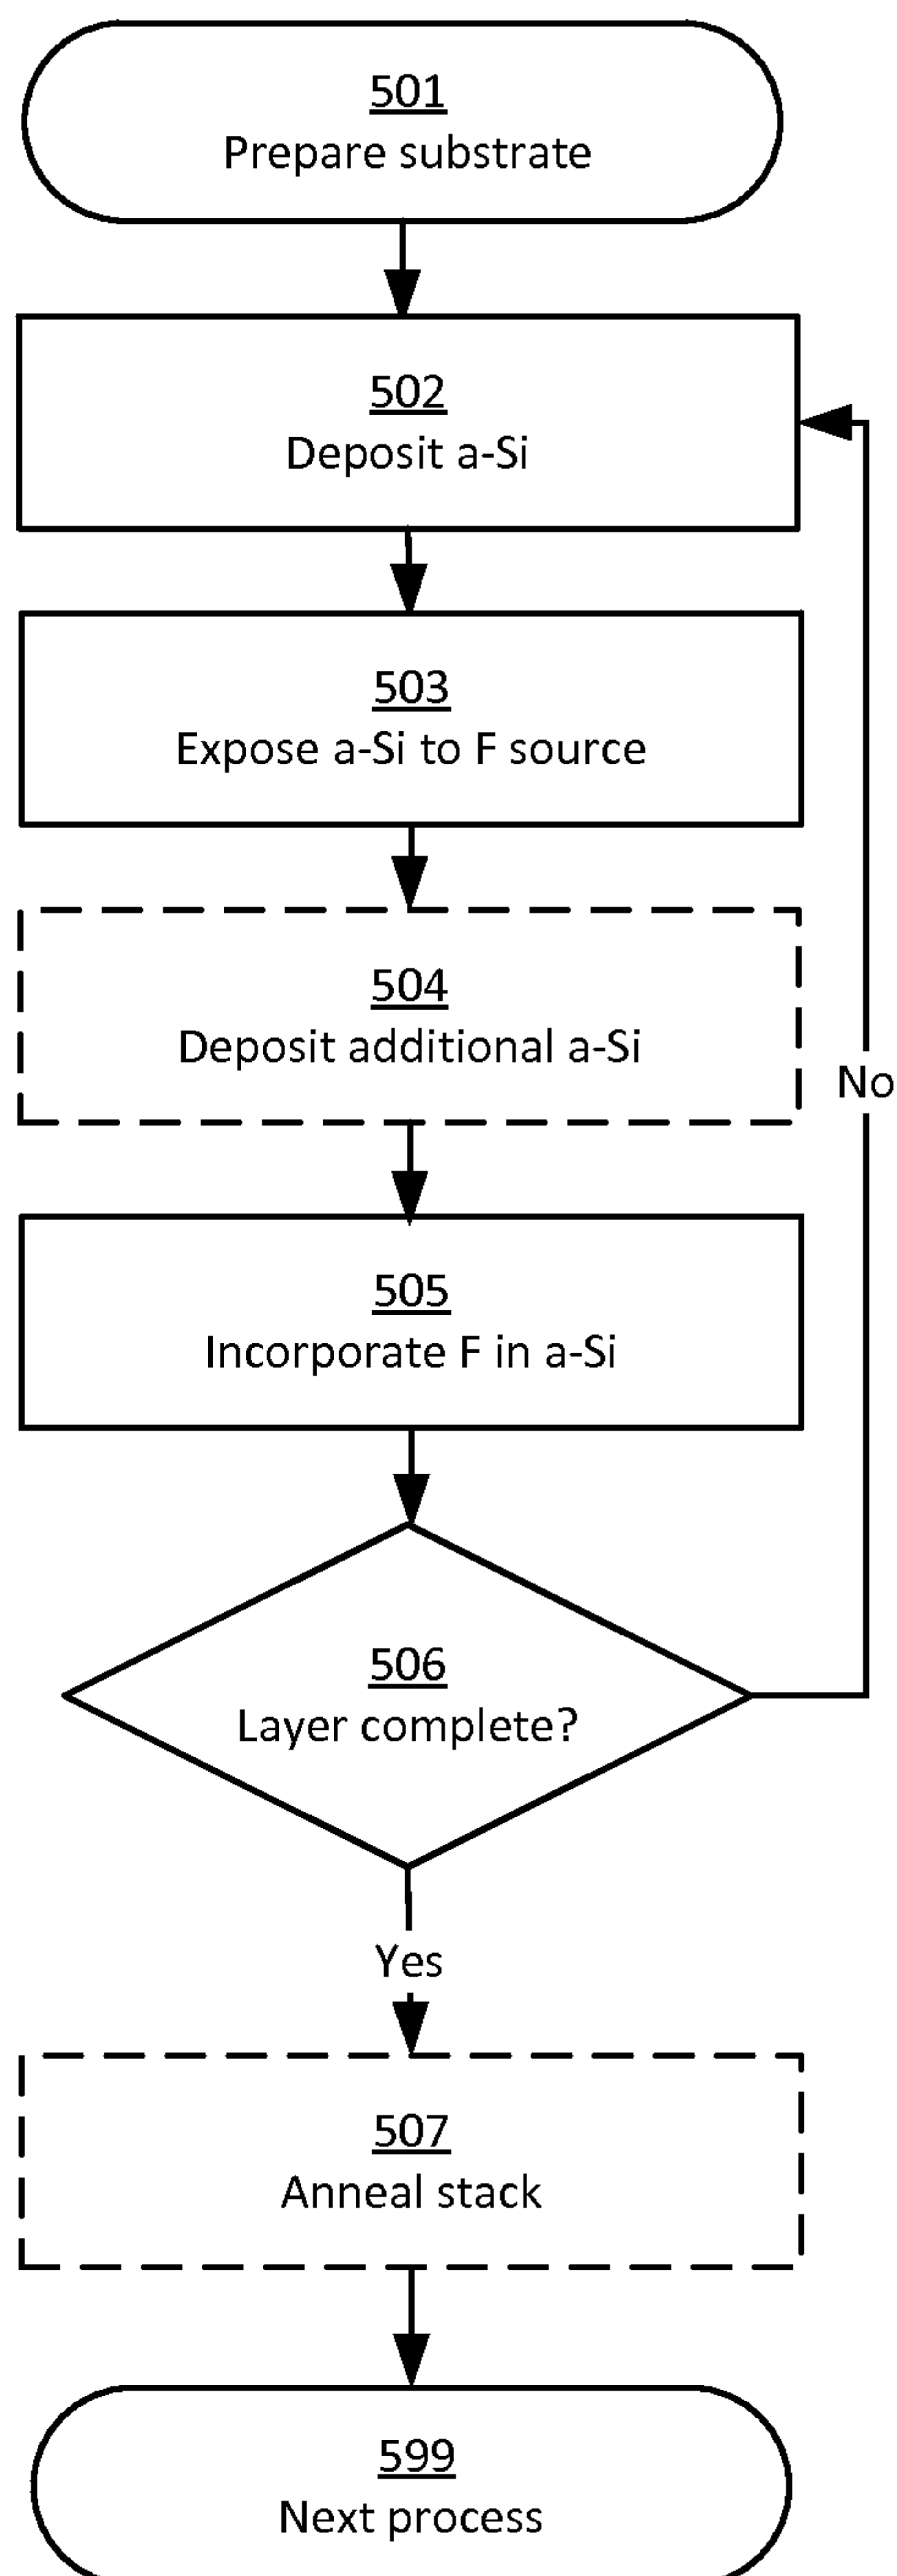 501
Prepare substrate
502
Deposit a-Si
503
Expose a-Si to F source
504
Deposit additional a-Si
No
505
Incorporate F in a-Si
506
Layer complete?
Yes
507
Anneal stack
599
Next process